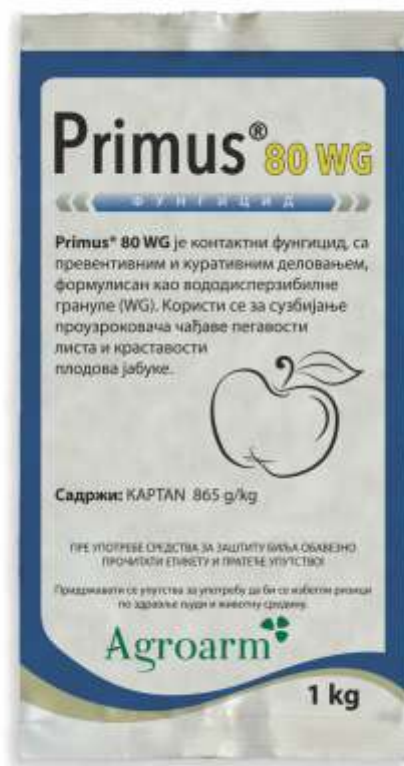 Primus® 80 WG
ФУНГИЦИД
Primus® 80 WG је контактни фунгицид, са
превентивним и куративним деловањем,
формулисан као вододисперзибилне
грануле (WG). Користи се за сузбијање
проузроковача чађаве пегавости
листа и краставости
плодова јабуке.
Садржи: KAPTAN 865 g/kg
ПРЕ УПОТРЕБЕ СРЕДСТВА ЗА ЗАШТИТУ БИЉА ОБАВЕЗНО
ПРОЧИТАТИ ЕТИКЕТУ И ПРАТЕЋЕ УПУТСТВО!
Придржавати се упутства за употребу да би се избегли ризици
по здравље људи и животну средину.
Agroarm
1 kg